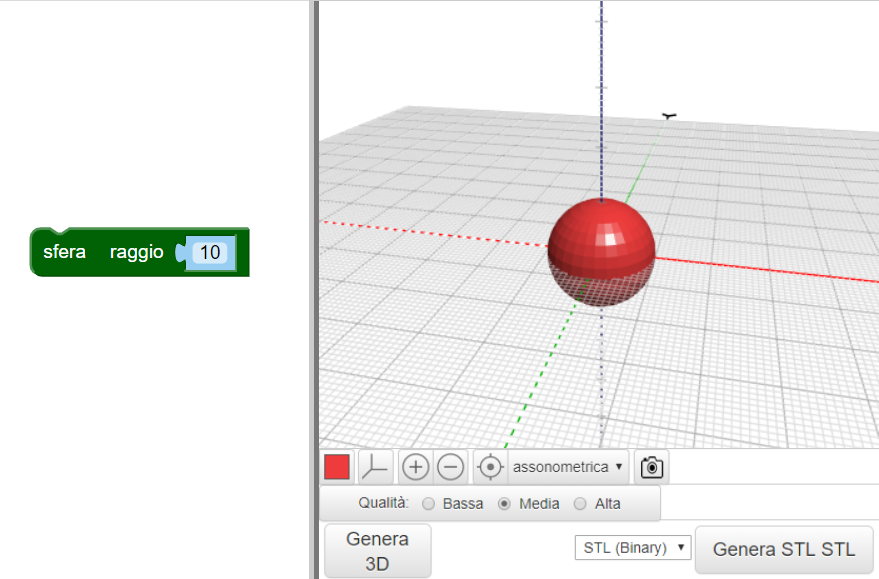 sfera raggio 10
Y
assonometrica
Qualità: Bassa Media Alta
Genera
3D
STL (Binary)
Genera STL STL